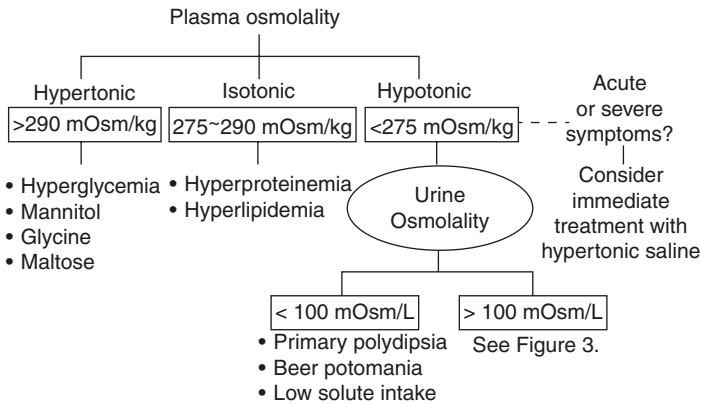 Plasma osmolality
Hypertonic
>290 mOsm/kg
• Hyperglycemia
• Mannitol
• Glycine
• Maltose
Isotonic
275~290 mOsm/kg
• Hyperproteinemia
• Hyperlipidemia
Hypotonic
<275 mOsm/kg
Acute
or severe
symptoms?
Consider
immediate
treatment with
hypertonic saline
Urine
Osmolality
< 100 mOsm/L
• Primary polydipsia
• Beer potomania
• Low solute intake
> 100 mOsm/L
See Figure 3.